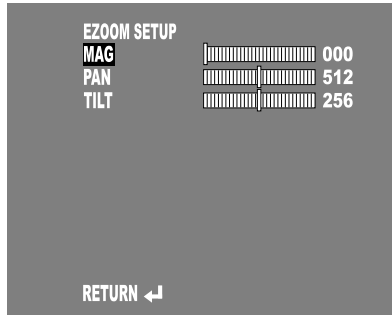 EZOOM SETUP
MAG 000
PAN 512
TILT 256
RETURN ↵